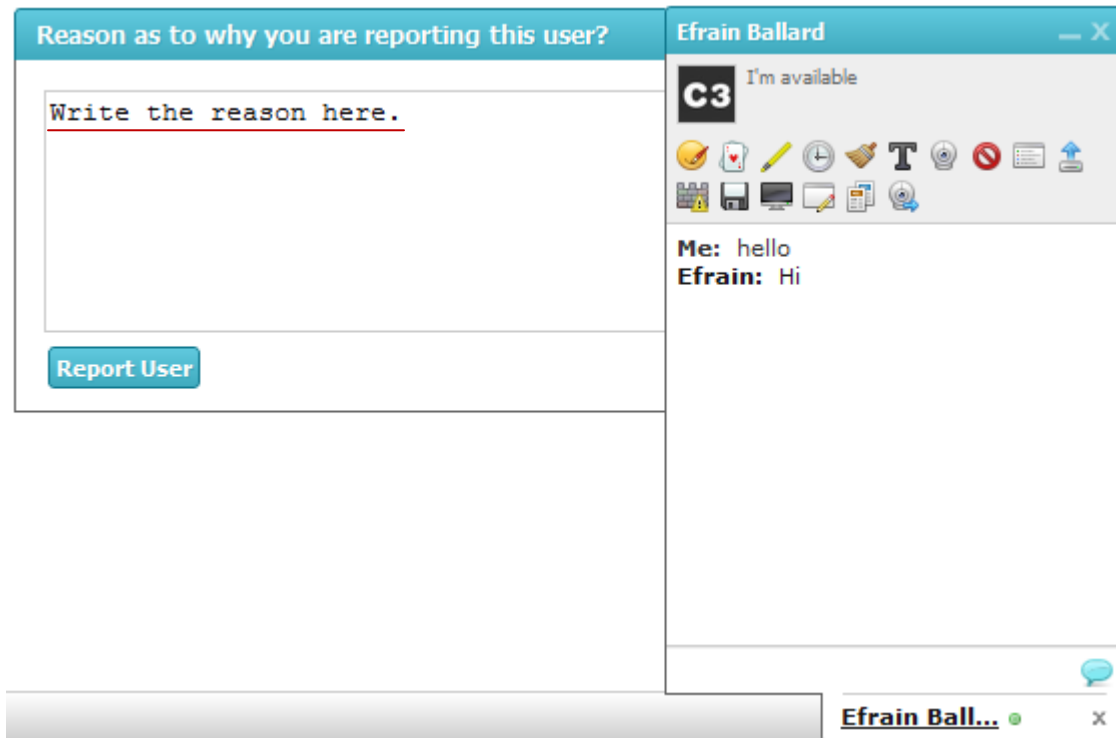 Reason as to why you are reporting this user?
Write the reason here.
Report User
Efrain Ballard
X
C3
I'm available
T
Me: hello
Efrain: Hi
Efrain Ball...
x